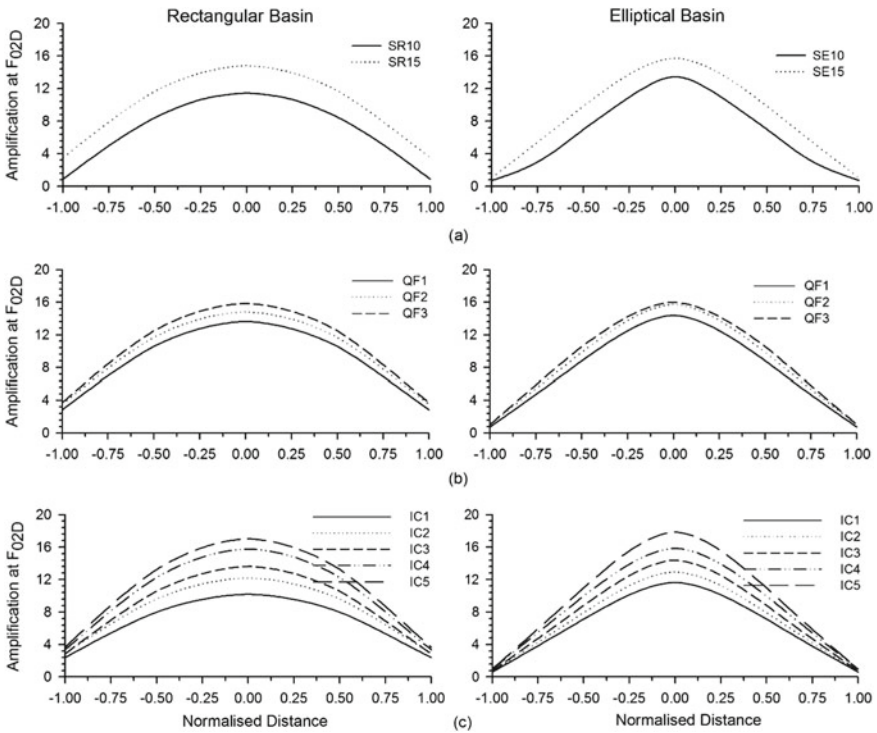 Rectangular Basin
Elliptical Basin
Amplification at F02D
20
16
12
8
4
0
SR10
SR15
-1.00 -0.75 -0.50 -0.25 0.00 0.25 0.50 0.75 1.00
20
16
12
8
4
0
SE10
SE15
-1.00 -0.75 -0.50 -0.25 0.00 0.25 0.50 0.75 1.00
(a)
Amplification at F02D
20
16
12
8
4
0
QF1
QF2
QF3
-1.00 -0.75 -0.50 -0.25 0.00 0.25 0.50 0.75 1.00
20
16
12
8
4
0
QF1
QF2
QF3
-1.00 -0.75 -0.50 -0.25 0.00 0.25 0.50 0.75 1.00
(b)
Amplification at F02D
20
16
12
8
4
0
IC1
IC2
IC3
IC4
IC5
-1.00 -0.75 -0.50 -0.25 0.00 0.25 0.50 0.75 1.00
Normalised Distance
20
16
12
8
4
0
IC1
IC2
IC3
IC4
IC5
-1.00 -0.75 -0.50 -0.25 0.00 0.25 0.50 0.75 1.00
Normalised Distance
(c)